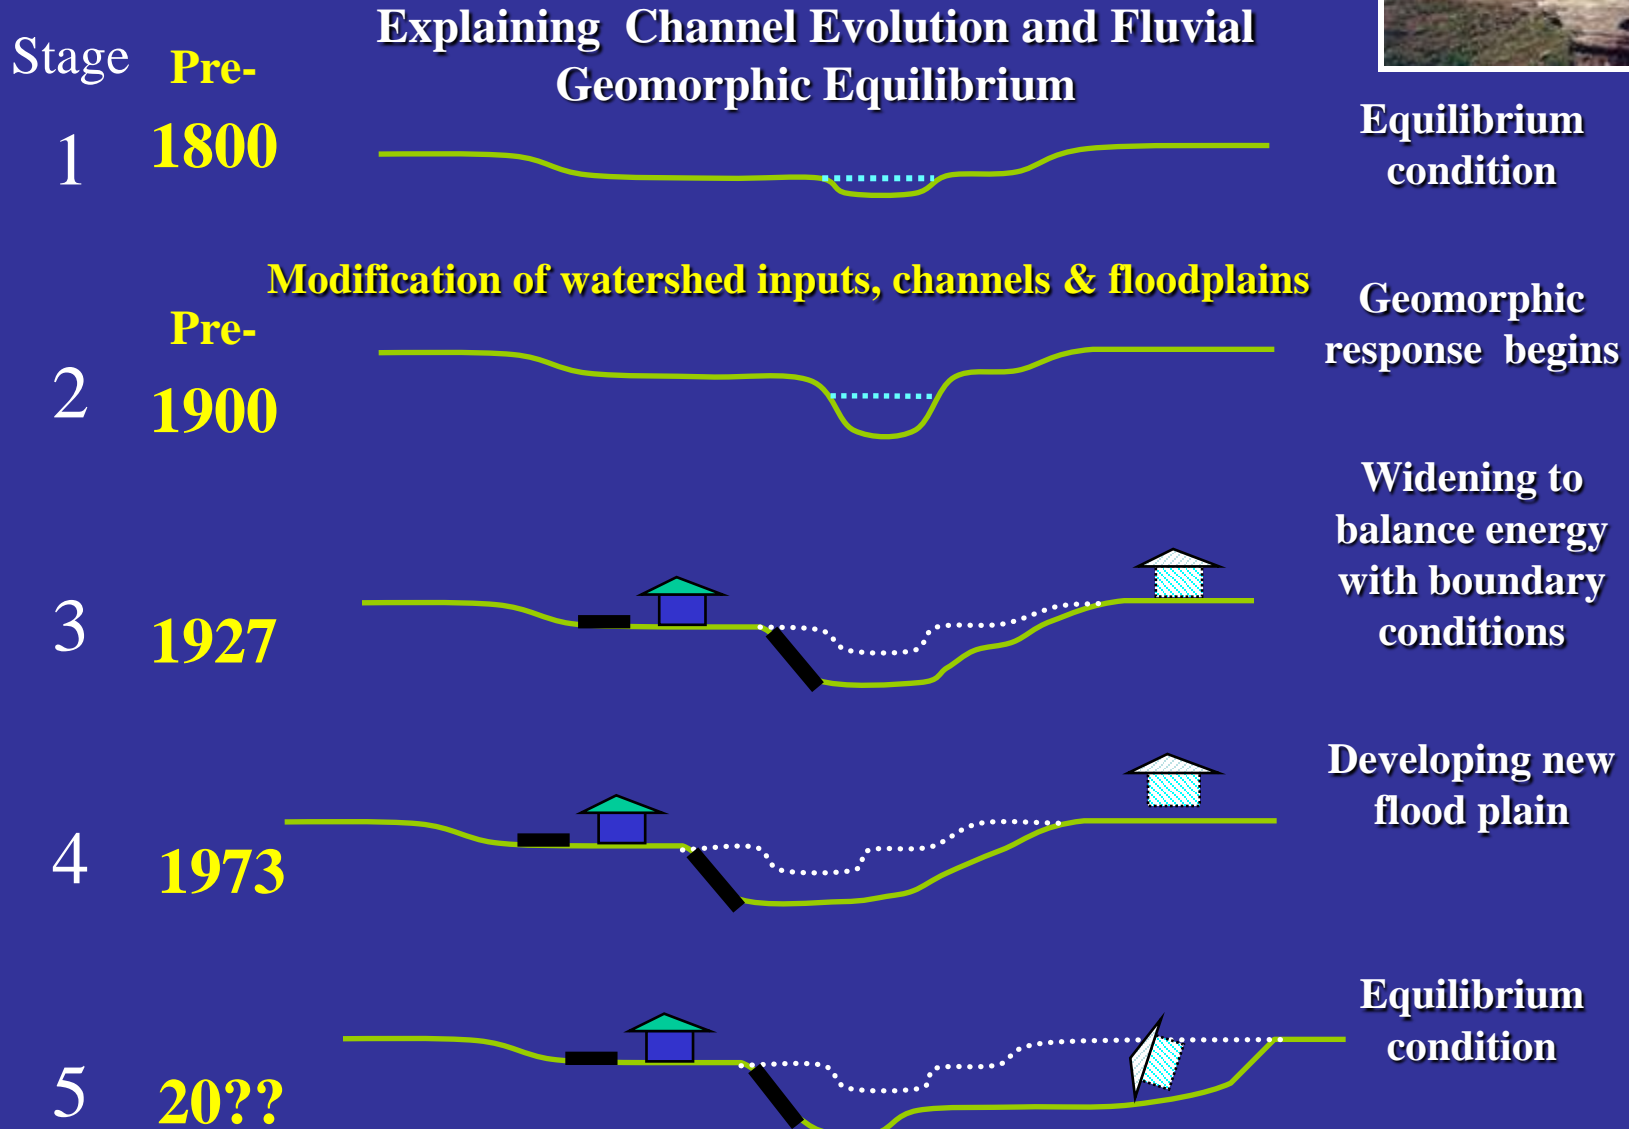 Explaining Channel Evolution and Fluvial
Geomorphic Equilibrium
Stage
Pre-
1
1800
Equilibrium
condition
Modification of watershed inputs, channels & floodplains
Pre-
2
1900
Geomorphic
response begins
3
1927
Widening to
balance energy
with boundary
conditions
4
1973
Developing new
flood plain
5
20??
Equilibrium
condition